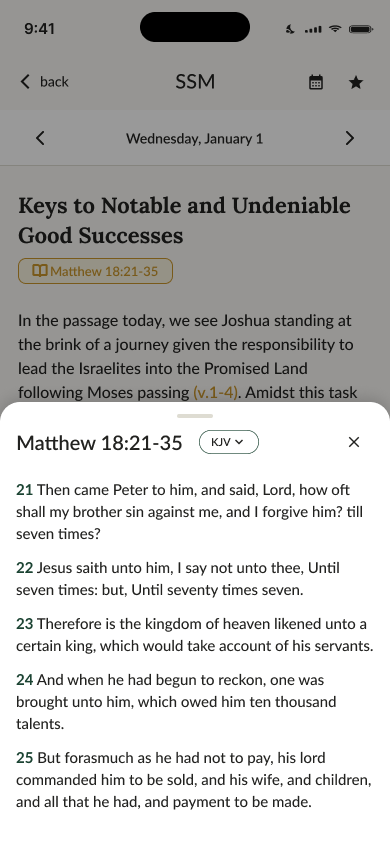 9:41
back
SSM
Wednesday, January 1
Keys to Notable and Undeniable
Good Successes
Matthew 18:21-35
In the passage today, we see Joshua standing at
the brink of a journey given the responsibility to
lead the Israelites into the Promised Land
following Moses passing (v.1-4). Amidst this task
Matthew 18:21-35
KJV
21 Then came Peter to him, and said, Lord, how oft
shall my brother sin against me, and I forgive him? till
seven times?
22 Jesus saith unto him, I say not unto thee, Until
seven times: but, Until seventy times seven.
23 Therefore is the kingdom of heaven likened unto a
certain king, which would take account of his servants.
24 And when he had begun to reckon, one was
brought unto him, which owed him ten thousand
talents.
25 But forasmuch as he had not to pay, his lord
commanded him to be sold, and his wife, and children,
and all that he had, and payment to be made.